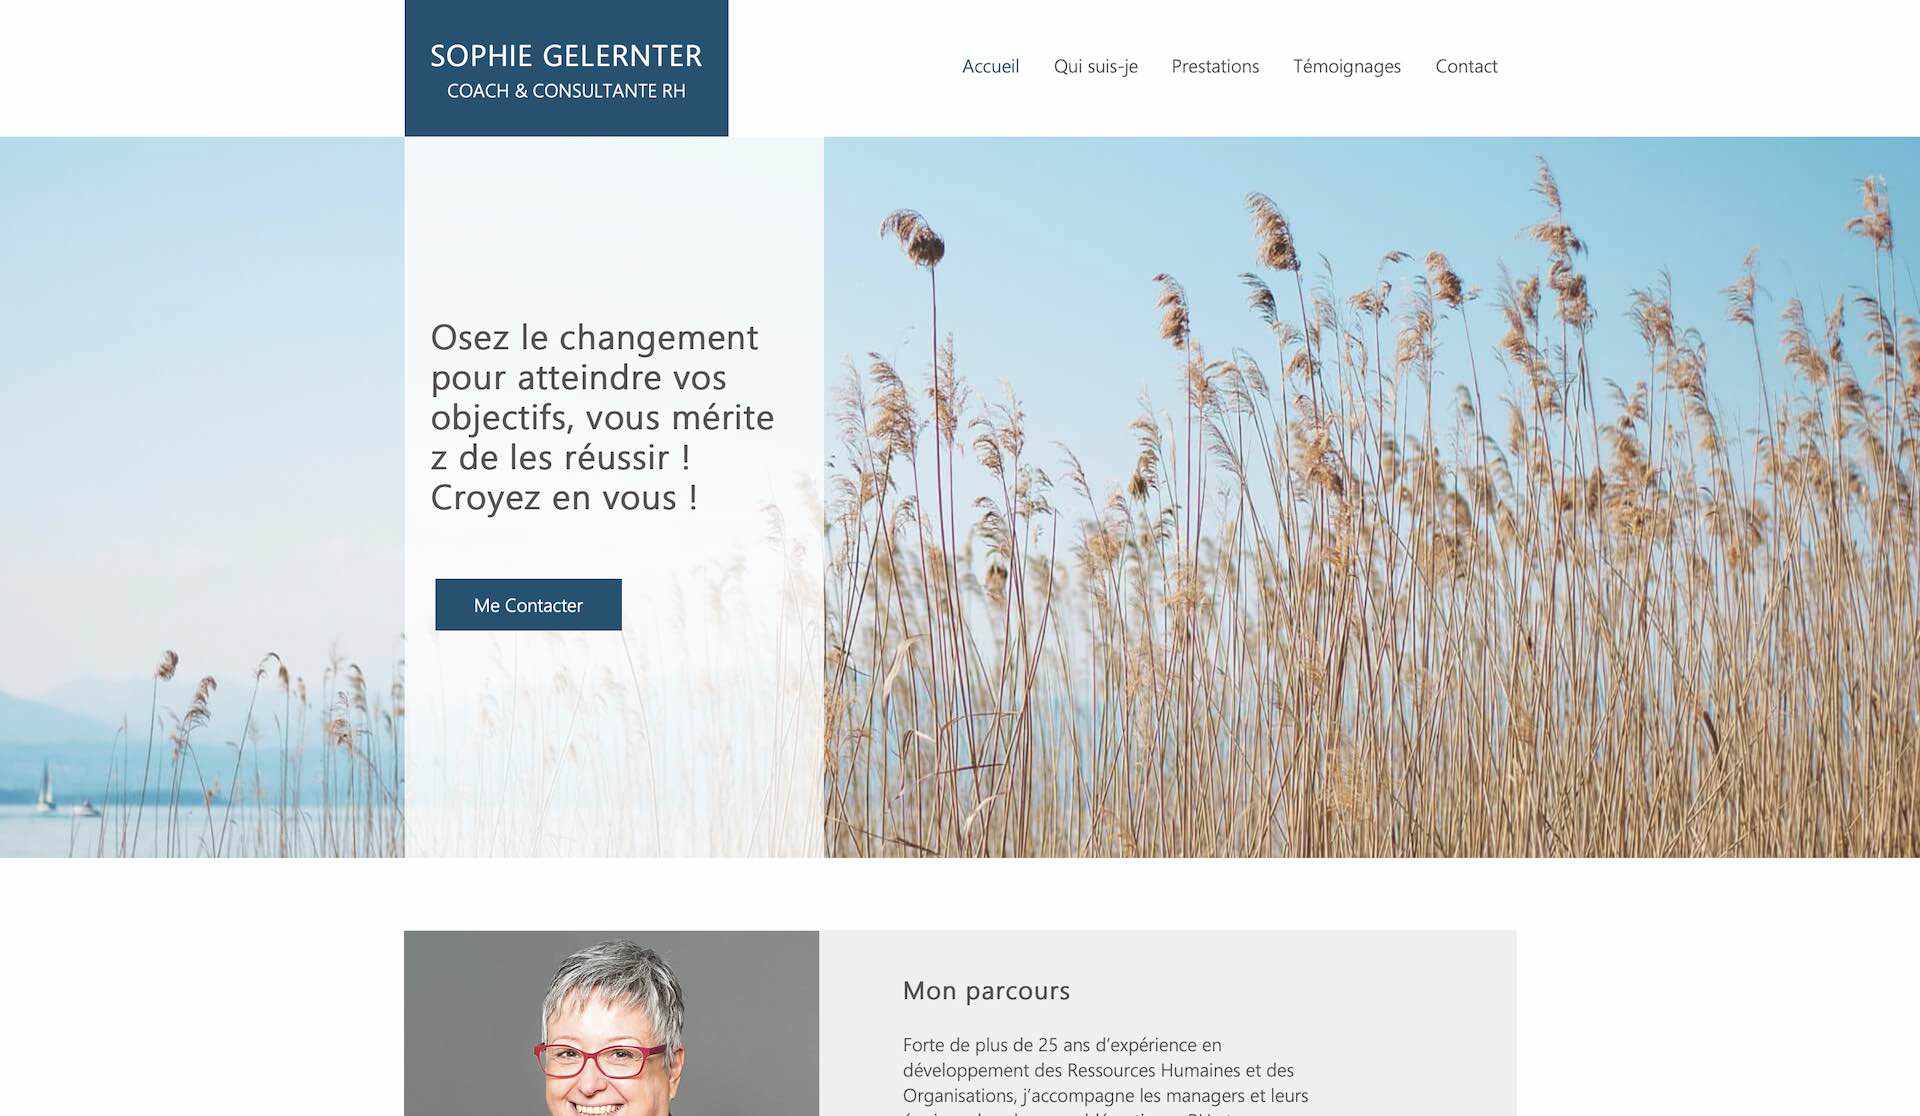 SOPHIE GELERNTER
COACH & CONSULTANTE RH
Accueil
Qui suis-je
Prestations
Témoignages
Contact
Osez le changement
pour atteindre vos
objectifs, vous mérite
z de les réussir !
Croyez en vous !
Me Contacter
Mon parcours
Forte de plus de 25 ans d’expérience en
développement des Ressources Humaines et des
Organisations, j’accompagne les managers et leurs